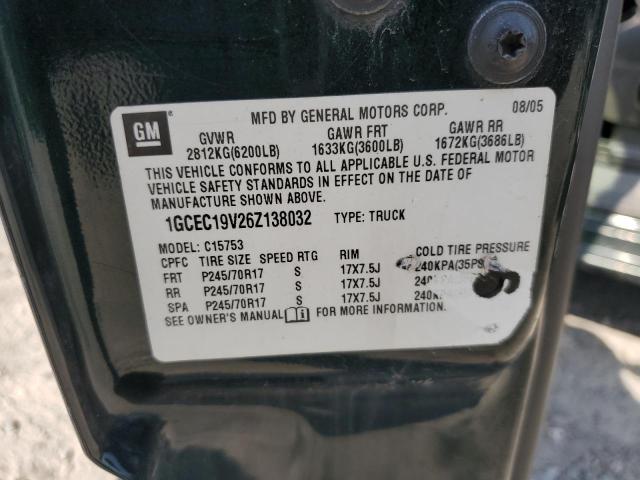 GM
MFD BY GENERAL MOTORS CORP. 08/05
GVWR GAWR FRT GAWR RR
2812KG(6200LB) 1633KG(3600LB) 1672KG(3686LB)
THIS VEHICLE CONFORMS TO ALL APPLICABLE U.S. FEDERAL MOTOR
VEHICLE SAFETY STANDARDS IN EFFECT ON THE DATE OF
MANUFACTURE SHOWN ABOVE.
1GCEC19V26Z138032 TYPE: TRUCK
MODEL: C15753
CPFC TIRE SIZE SPEED RTG RIM COLD TIRE PRESSURE
FRT P245/70R17 S 17X7.5J 240KPA(35PS
RR P245/70R17 S 17X7.5J
SPA P245/70R17 S 17X7.5J
SEE OWNER'S MANUAL FOR MORE INFORMATION.